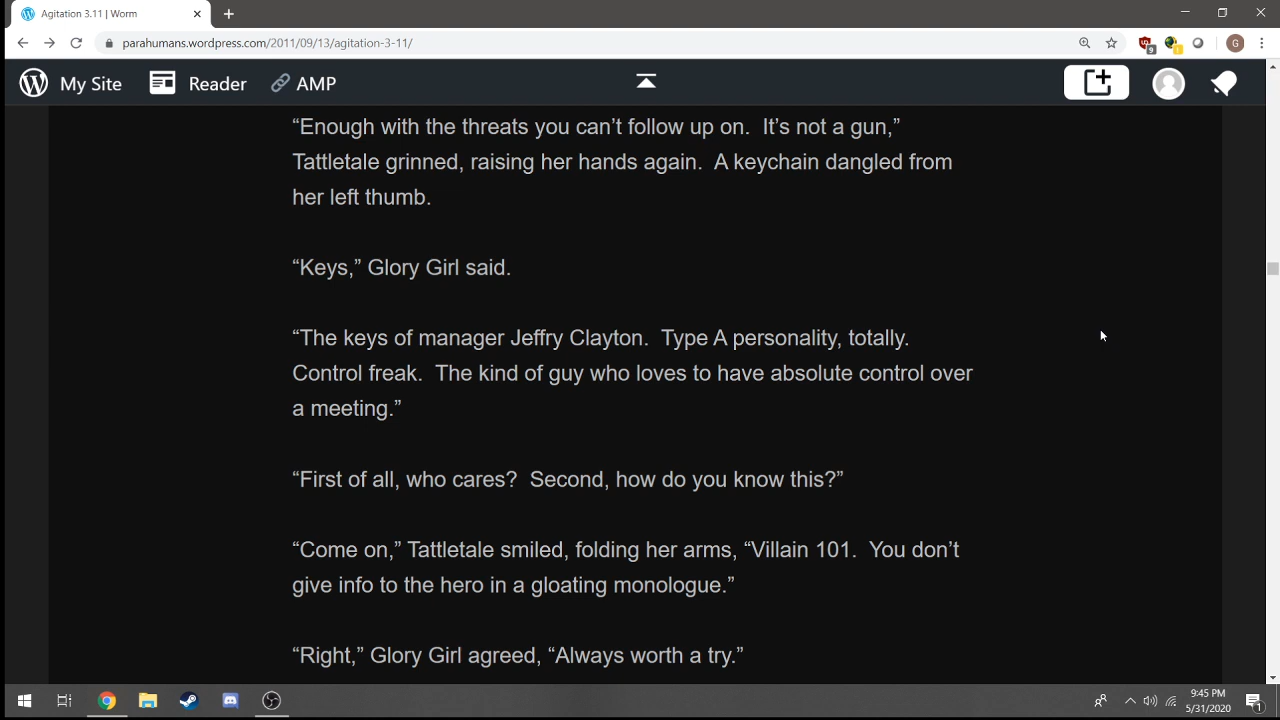 Agitation 3.11 | Worm
parahumans.wordpress.com/2011/09/13/agitation-3-11/
9
G
My Site
Reader
AMP
“Enough with the threats you can’t follow up on.  It’s not a gun,”
Tattletale grinned, raising her hands again.  A keychain dangled from
her left thumb.
“Keys,” Glory Girl said.
“The keys of manager Jeffry Clayton.  Type A personality, totally.
Control freak.  The kind of guy who loves to have absolute control over
a meeting.”
“First of all, who cares?  Second, how do you know this?”
“Come on,” Tattletale smiled, folding her arms, “Villain 101.  You don’t
give info to the hero in a gloating monologue.”
“Right,” Glory Girl agreed, “Always worth a try.”
9:45 PM
5/31/2020
1